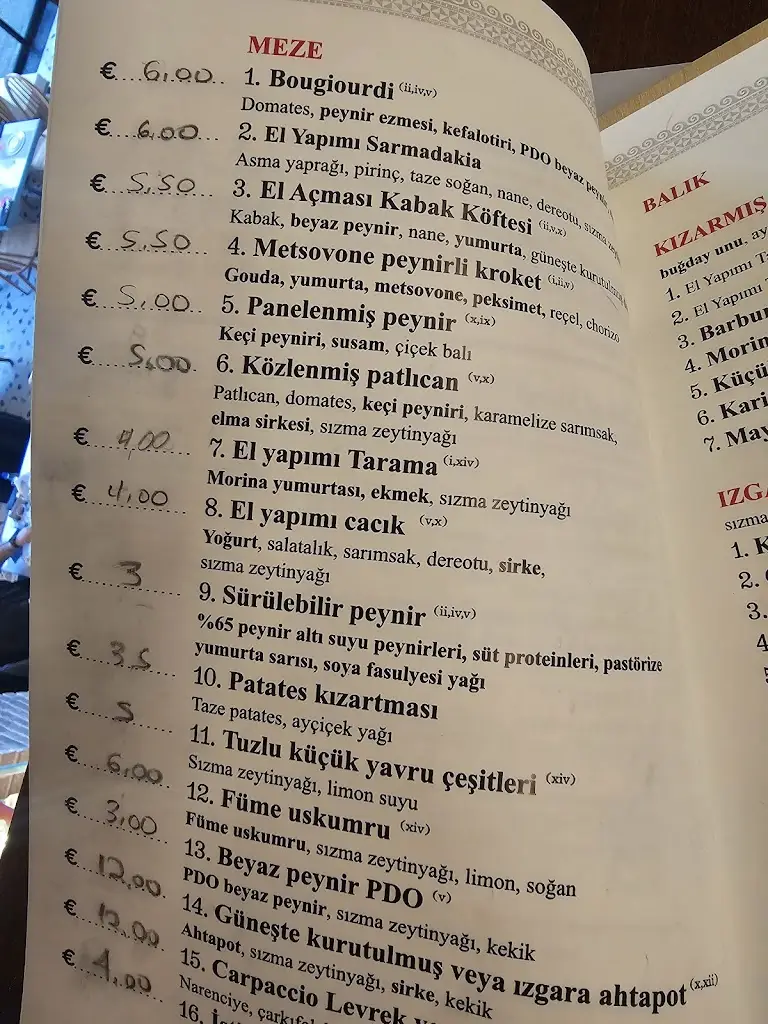 MEZE
€ 6,00 1. Bougiourdi (ii,iv,v)
Domates, peynir ezmesi, kefalotiri, PDO beyaz
€ 6,00 2. El Yapımı Sarmadakia
Asma yaprağı, pirinç, taze soğan, nane, dereotu, sızma
€ 5,50 3. El Açması Kabak Köftesi (ii,v,x)
Kabak, beyaz peynir, nane, yumurta, güneşte
€ 5,50 4. Metsovone peynirli kroket (i,ii,v)
Gouda, yumurta, metsovone, peksimet, reçel, chorizo
€ 5,00 5. Panelenmiş peynir (x,ix)
Keçi peyniri, susam, çiçek balı
€ 5,00 6. Közlenmiş patlıcan (v,x)
Patlıcan, domates, keçi peyniri, karamelize sarımsak,
elma sirkesi, sızma zeytinyağı
€ 4,00 7. El yapımı Tarama (i,xiv)
Morina yumurtası, ekmek, sızma zeytinyağı
€ 4,00 8. El yapımı cacık (v,x)
Yoğurt, salatalık, sarımsak, dereotu, sirke,
sızma zeytinyağı
€ 3 9. Sürülebilir peynir (ii,iv,v)
%65 peynir altı suyu peynirleri, süt proteinleri, pastörize
yumurta sarısı, soya fasulyesi yağı
€ 3,5 10. Patates kızartması
Taze patates, ayçiçek yağı
€ 5 11. Tuzlu küçük yavru çeşitleri (xiv)
Sızma zeytinyağı, limon suyu
€ 6,00 12. Füme uskumru (xiv)
Füme uskumru, sızma zeytinyağı, limon, soğan
€ 3,00 13. Beyaz peynir PDO (v)
PDO beyaz peynir, sızma zeytinyağı, kekik
€ 12,00 14. Güneşte kurutulmuş veya ızgara ahtapot (x,xii)
Ahtapot, sızma zeytinyağı, sirke, kekik
€ 12,00 15. Carpaccio Levrek
Narenciye,
€ 4,00 16.
BALIK
KIZARMIŞ
buğday unu,
1. El Yapımı
2. El Yapımı
3.
4.
5.
6.
7.
sızma
1.
2.
3.
4